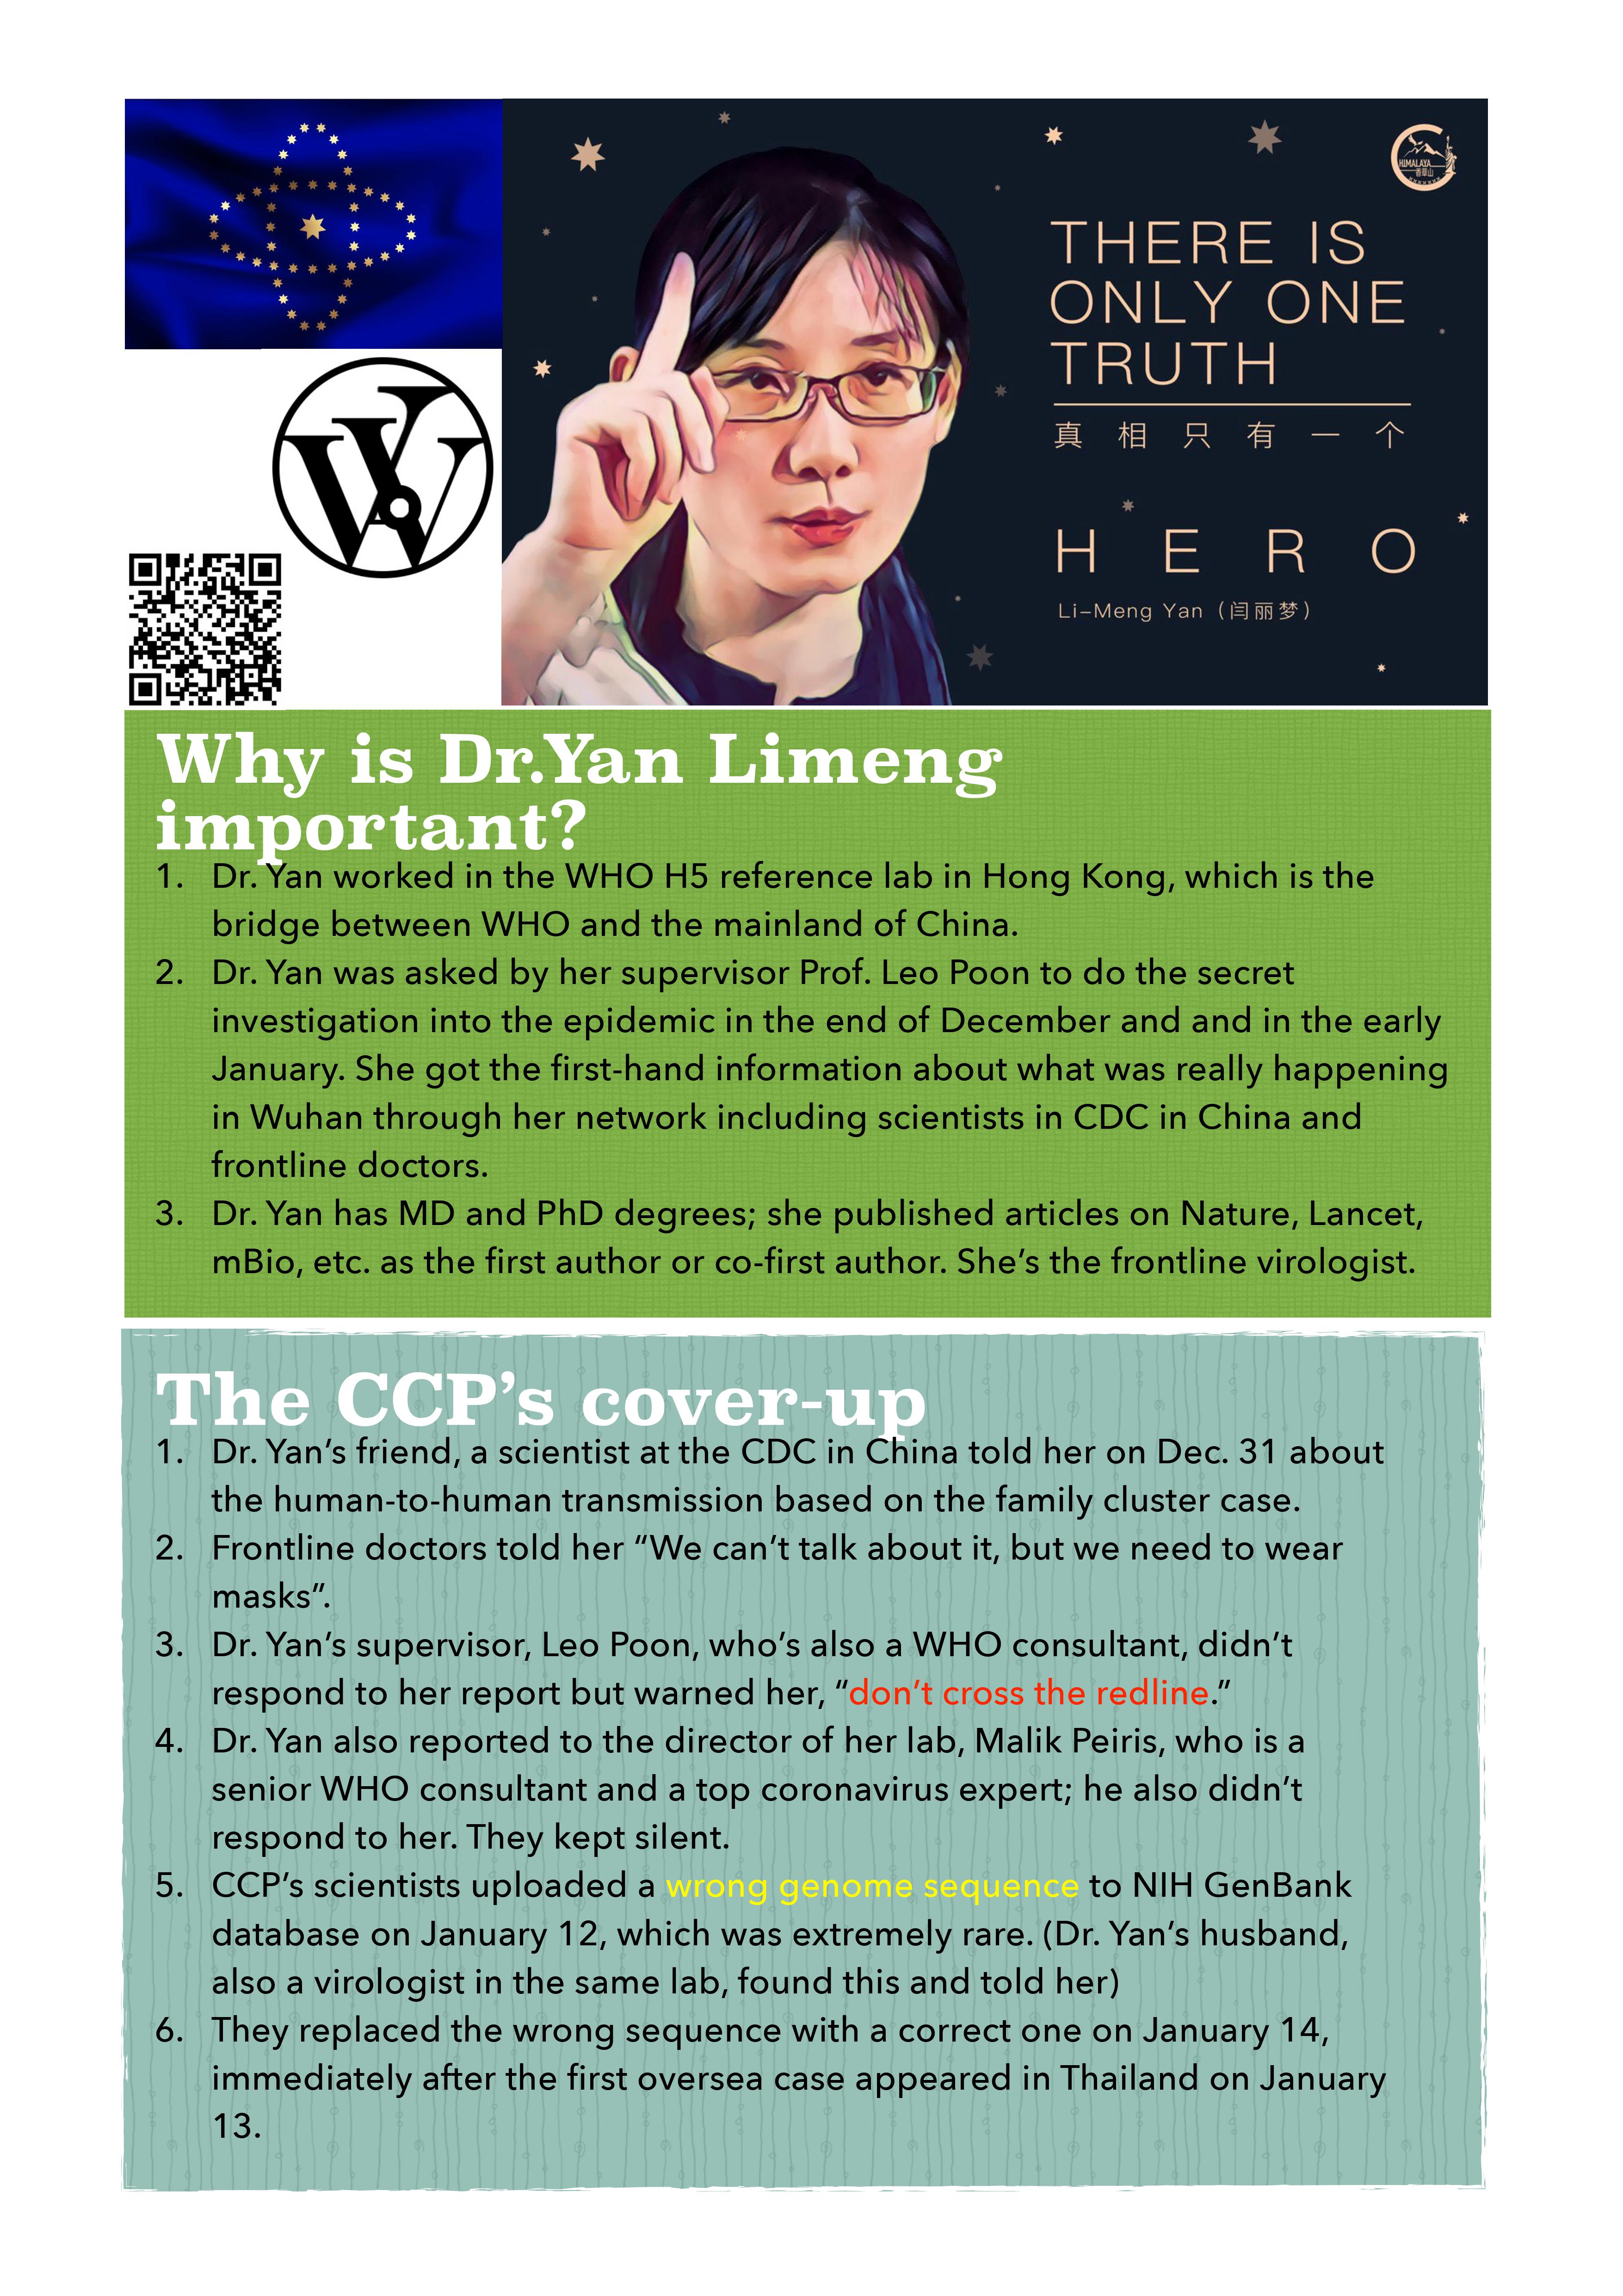 HIMALAYA
THERE IS
ONLY ONE
TRUTH
真相只有一个
HERO
Li-Meng Yan（闫丽梦）
Why is Dr.Yan Limeng
important?
1. Dr. Yan worked in the WHO H5 reference lab in Hong Kong, which is the
bridge between WHO and the mainland of China.
2. Dr. Yan was asked by her supervisor Prof. Leo Poon to do the secret
investigation into the epidemic in the end of December and and in the early
January. She got the first-hand information about what was really happening
in Wuhan through her network including scientists in CDC in China and
frontline doctors.
3. Dr. Yan has MD and PhD degrees; she published articles on Nature, Lancet,
mBio, etc. as the first author or co-first author. She’s the frontline virologist.
The CCP’s cover-up
1. Dr. Yan’s friend, a scientist at the CDC in China told her on Dec. 31 about
the human-to-human transmission based on the family cluster case.
2. Frontline doctors told her “We can’t talk about it, but we need to wear
masks”.
3. Dr. Yan’s supervisor, Leo Poon, who’s also a WHO consultant, didn’t
respond to her report but warned her, “don’t cross the redline.”
4. Dr. Yan also reported to the director of her lab, Malik Peiris, who is a
senior WHO consultant and a top coronavirus expert; he also didn’t
respond to her. They kept silent.
5. CCP’s scientists uploaded a wrong genome sequence to NIH GenBank
database on January 12, which was extremely rare. (Dr. Yan’s husband,
also a virologist in the same lab, found this and told her)
6. They replaced the wrong sequence with a correct one on January 14,
immediately after the first oversea case appeared in Thailand on January
13.